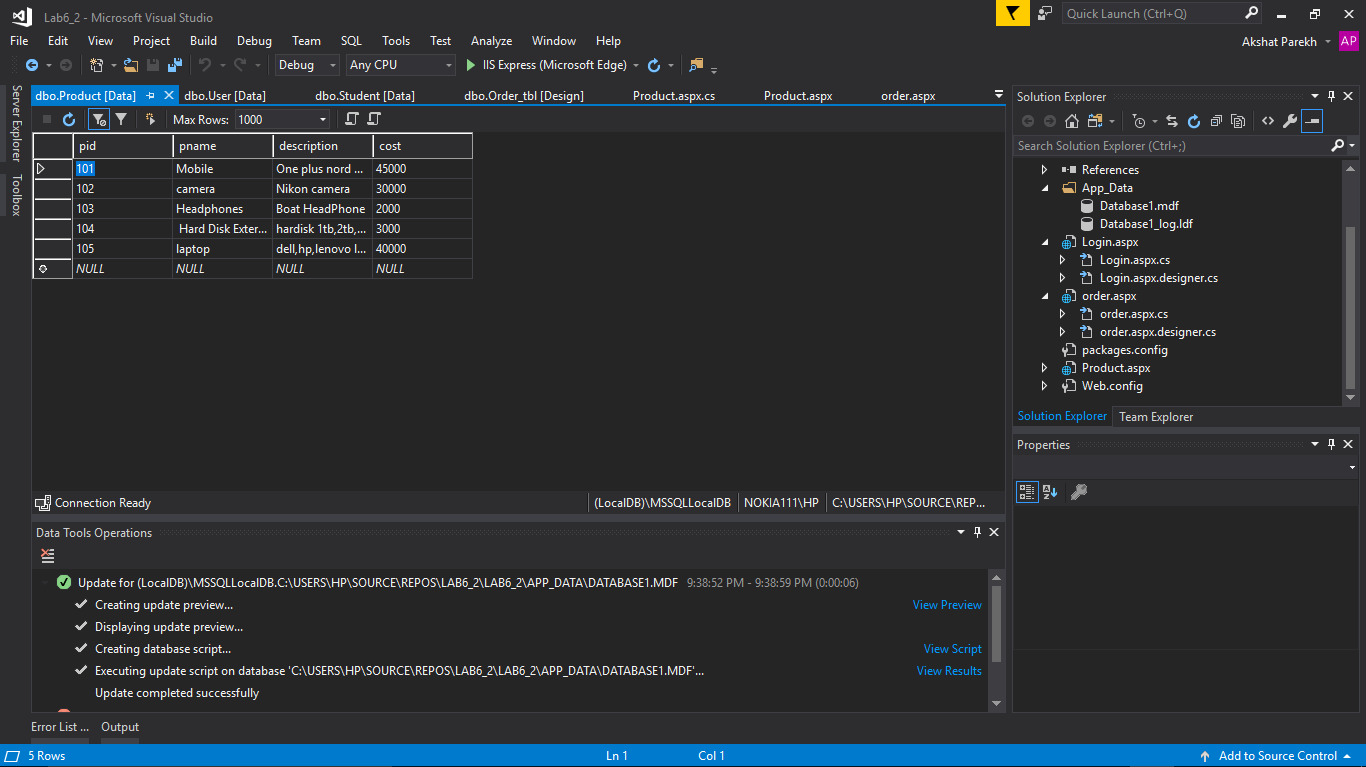 Lab6_2 - Microsoft Visual Studio
Quick Launch (Ctrl+Q)
File Edit View Project Build Debug Team SQL Tools Test Analyze Window Help
Akshat Parekh AP
Debug Any CPU IIS Express (Microsoft Edge)
Server Explorer
Toolbox
dbo.Product [Data] dbo.User [Data] dbo.Student [Data] dbo.Order_tbl [Design] Product.aspx.cs Product.aspx order.aspx
Max Rows: 1000
pid pname description cost
101 Mobile One plus nord ... 45000
102 camera Nikon camera 30000
103 Headphones Boat HeadPhone 2000
104 Hard Disk Exter... hardisk 1tb,2tb,... 3000
105 laptop dell,hp,lenovo l... 40000
NULL NULL NULL NULL
Connection Ready
(LocalDB)\MSSQLLocalDB NOKIA111\HP C:\USERS\HP\SOURCE\REP...
Data Tools Operations
Update for (LocalDB)\MSSQLLocalDB.C:\USERS\HP\SOURCE\REPOS\LAB6_2\LAB6_2\APP_DATA\DATABASE1.MDF 9:38:52 PM - 9:38:59 PM (0:00:06)
Creating update preview... View Preview
Displaying update preview...
Creating database script... View Script
Executing update script on database 'C:\USERS\HP\SOURCE\REPOS\LAB6_2\LAB6_2\APP_DATA\DATABASE1.MDF'... View Results
Update completed successfully
Solution Explorer
Search Solution Explorer (Ctrl+;)
References
App_Data
Database1.mdf
Database1_log.ldf
Login.aspx
Login.aspx.cs
Login.aspx.designer.cs
order.aspx
order.aspx.cs
order.aspx.designer.cs
packages.config
Product.aspx
Web.config
Solution Explorer Team Explorer
Properties
Error List ... Output
5 Rows Ln 1 Col 1 Add to Source Control